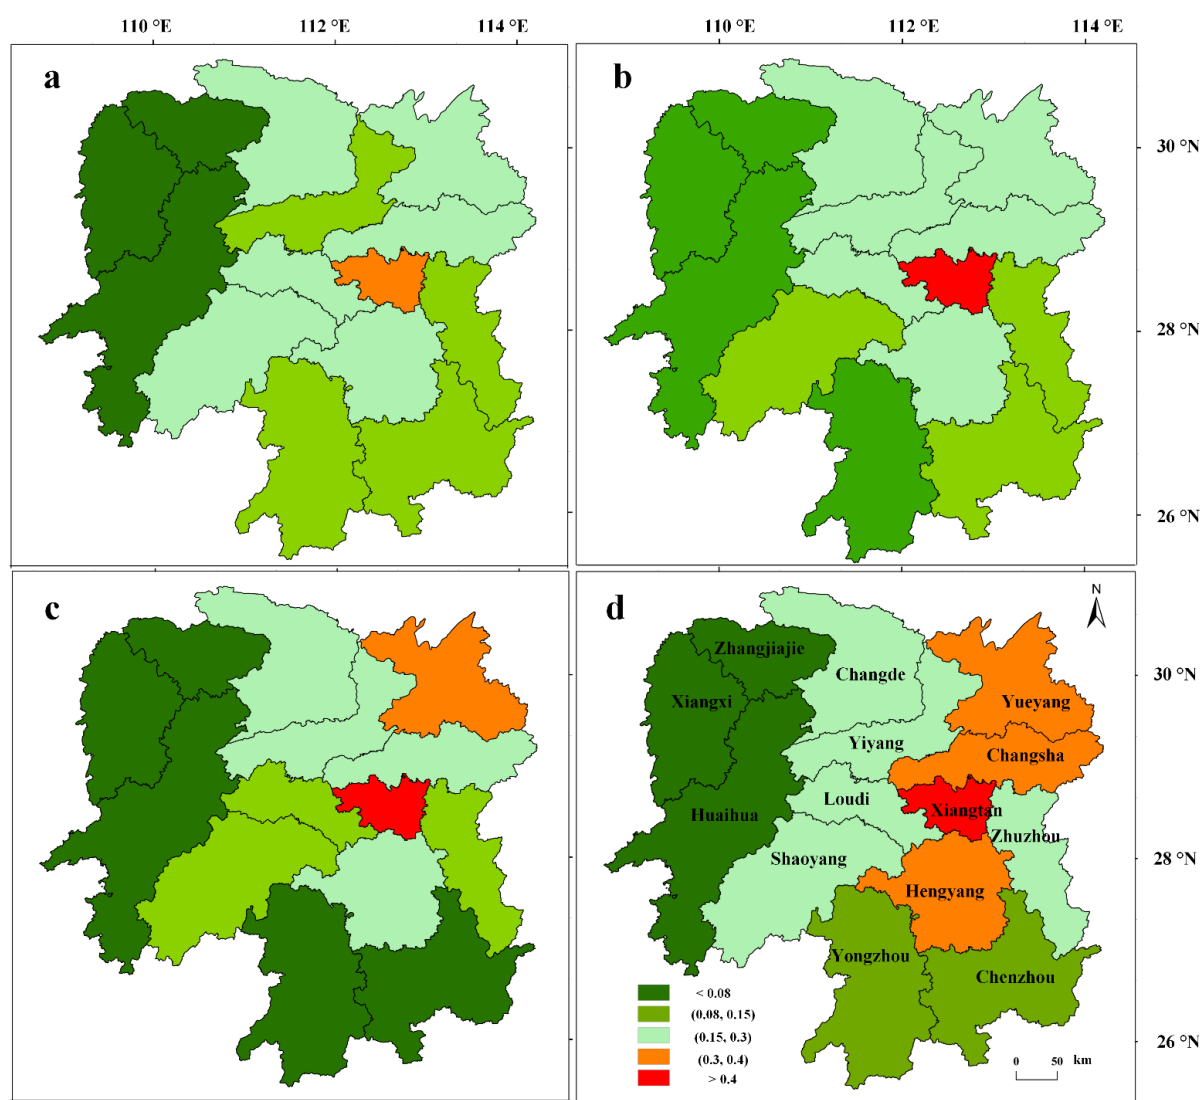 110 °E 112 °E 114 °E 110 °E 112 °E 114 °E
a
b
30 °N
28 °N
26 °N
c
d
N
Zhangjiajie
Changde
Xiangxi
Yueyang
30 °N
Yiyang
Changsha
Loudi
Xiangtan
Huaihua
Zhuzhou
Shaoyang
28 °N
Hengyang
Yongzhou
Chenzhou
< 0.08
(0.08, 0.15)
(0.15, 0.3)
(0.3, 0.4)
> 0.4
0 50 km
26 °N